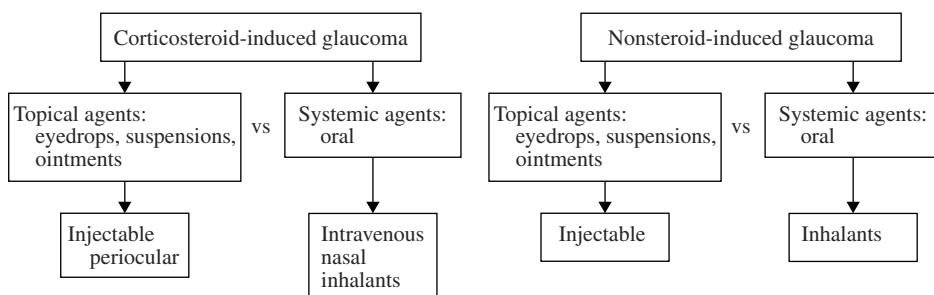 Corticosteroid-induced glaucoma
Topical agents:
eyedrops, suspensions,
ointments
vs
Systemic agents:
oral
Injectable
periocular
Intravenous
nasal
inhalants
Nonsteroid-induced glaucoma
Topical agents:
eyedrops, suspensions,
ointments
vs
Systemic agents:
oral
Injectable
Inhalants